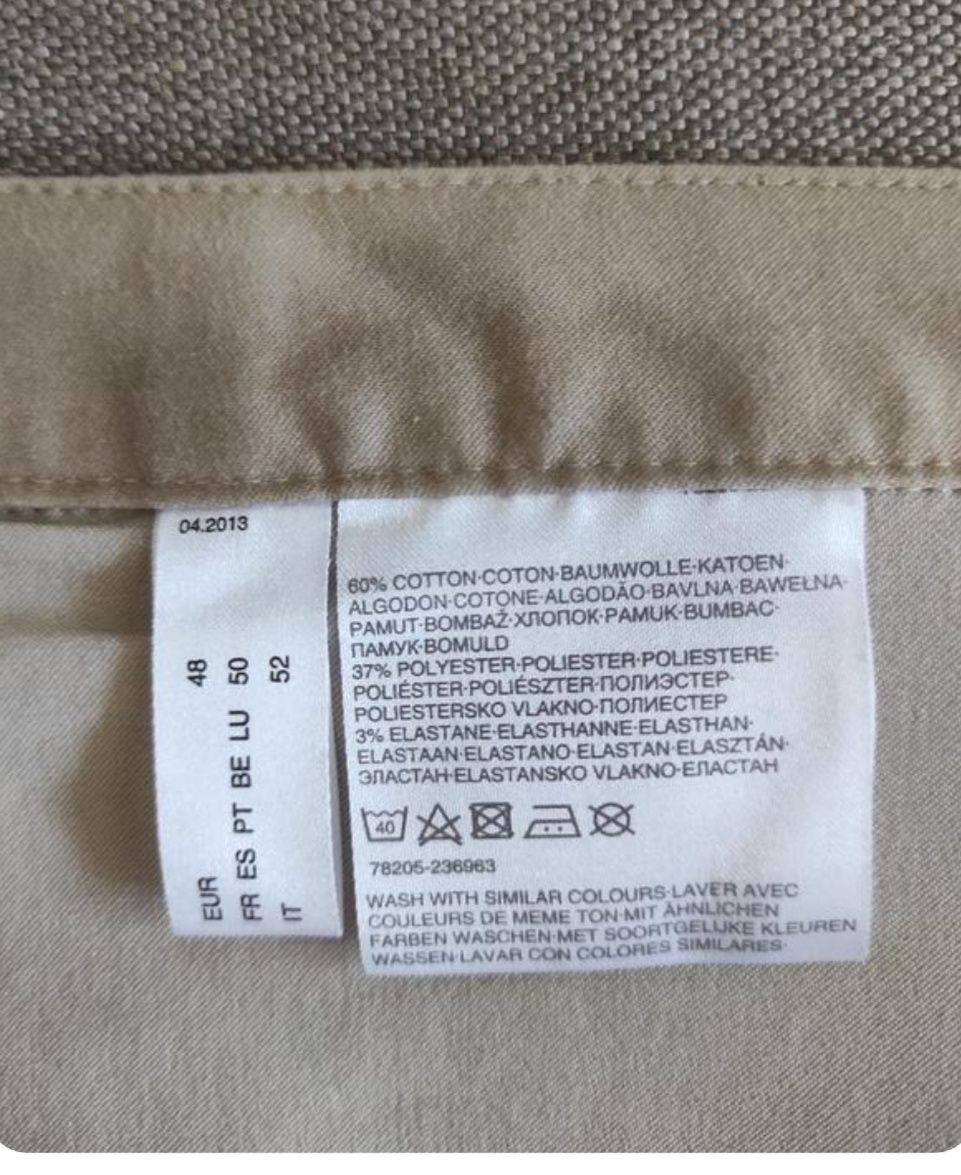 04.2013
EUR 48
FR ES PT BE LU 50
IT 52
60% COTTON·COTON·BAUMWOLLE·KATOEN·
ALGODON·COTONE·ALGODÃO·BAVLNA·BAWEŁNA·
PAMUT·BOMBAŽ·ХЛОПОК·PAMUK·BUMBAC·
ПАМУК·BOMULD
37% POLYESTER·POLIESTER·POLIESTERE·
POLIÉSTER·POLIÉSZTER·ПОЛИЭСТЕР·
POLIESTERSKO VLAKNO·ПОЛИЕСТЕР
3% ELASTANE·ELASTHANNE·ELASTHAN·
ELASTAAN·ELASTANO·ELASTAN·ELASZTÁN·
ЭЛАСТАН·ELASTANSKO VLAKNO·ЕЛАСТАН
40
78205-236963
WASH WITH SIMILAR COLOURS·LAVER AVEC
COULEURS DE MEME TON·MIT ÄHNLICHEN
FARBEN WASCHEN·MET SOORTGELIJKE KLEUREN
WASSEN·LAVAR CON COLORES SIMILARES·